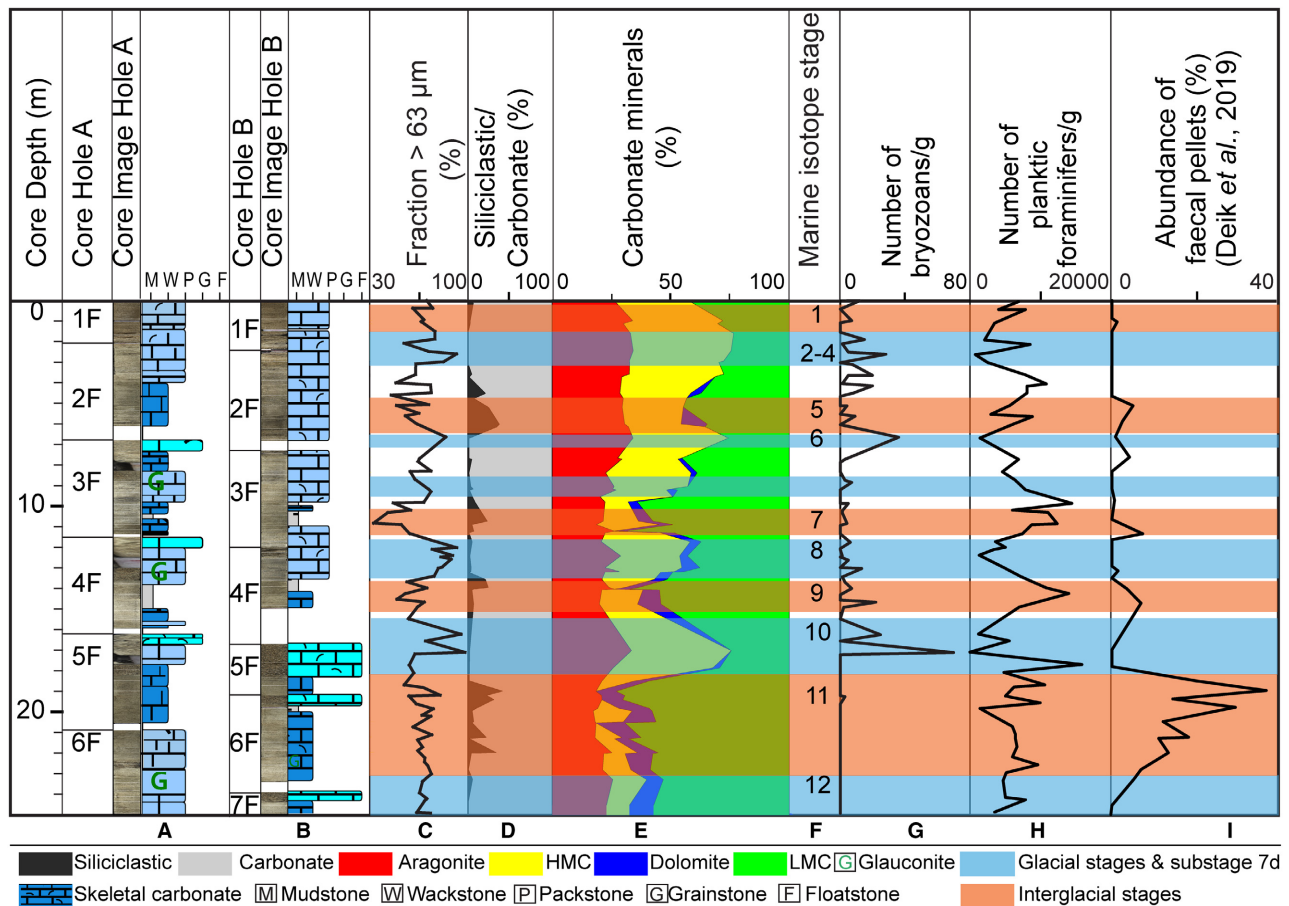 Core Depth (m)
Core Hole A
Core Image Hole A
Core Hole B
Core Image Hole B
Fraction > 63 µm
(%)
Siliciclastic/
Carbonate (%)
Carbonate minerals
(%)
Marine isotope stage
Number of
bryozoans/g
Number of
planktic
foraminifers/g
Abundance of
faecal pellets (%)
(Deik et al., 2019)
M W P G F
M W P G F
30 100
0 100
0 50 100
0 80
0 20000
0 40
0
10
20
1F
2F
3F
4F
5F
6F
G
G
G
1F
2F
3F
4F
5F
6F
7F
G
1
2-4
5
6
7
8
9
10
11
12
A B C D E F G H I
Siliciclastic Carbonate Aragonite HMC Dolomite LMC G Glauconite Glacial stages & substage 7d
Skeletal carbonate M Mudstone W Wackstone P Packstone G Grainstone F Floatstone Interglacial stages